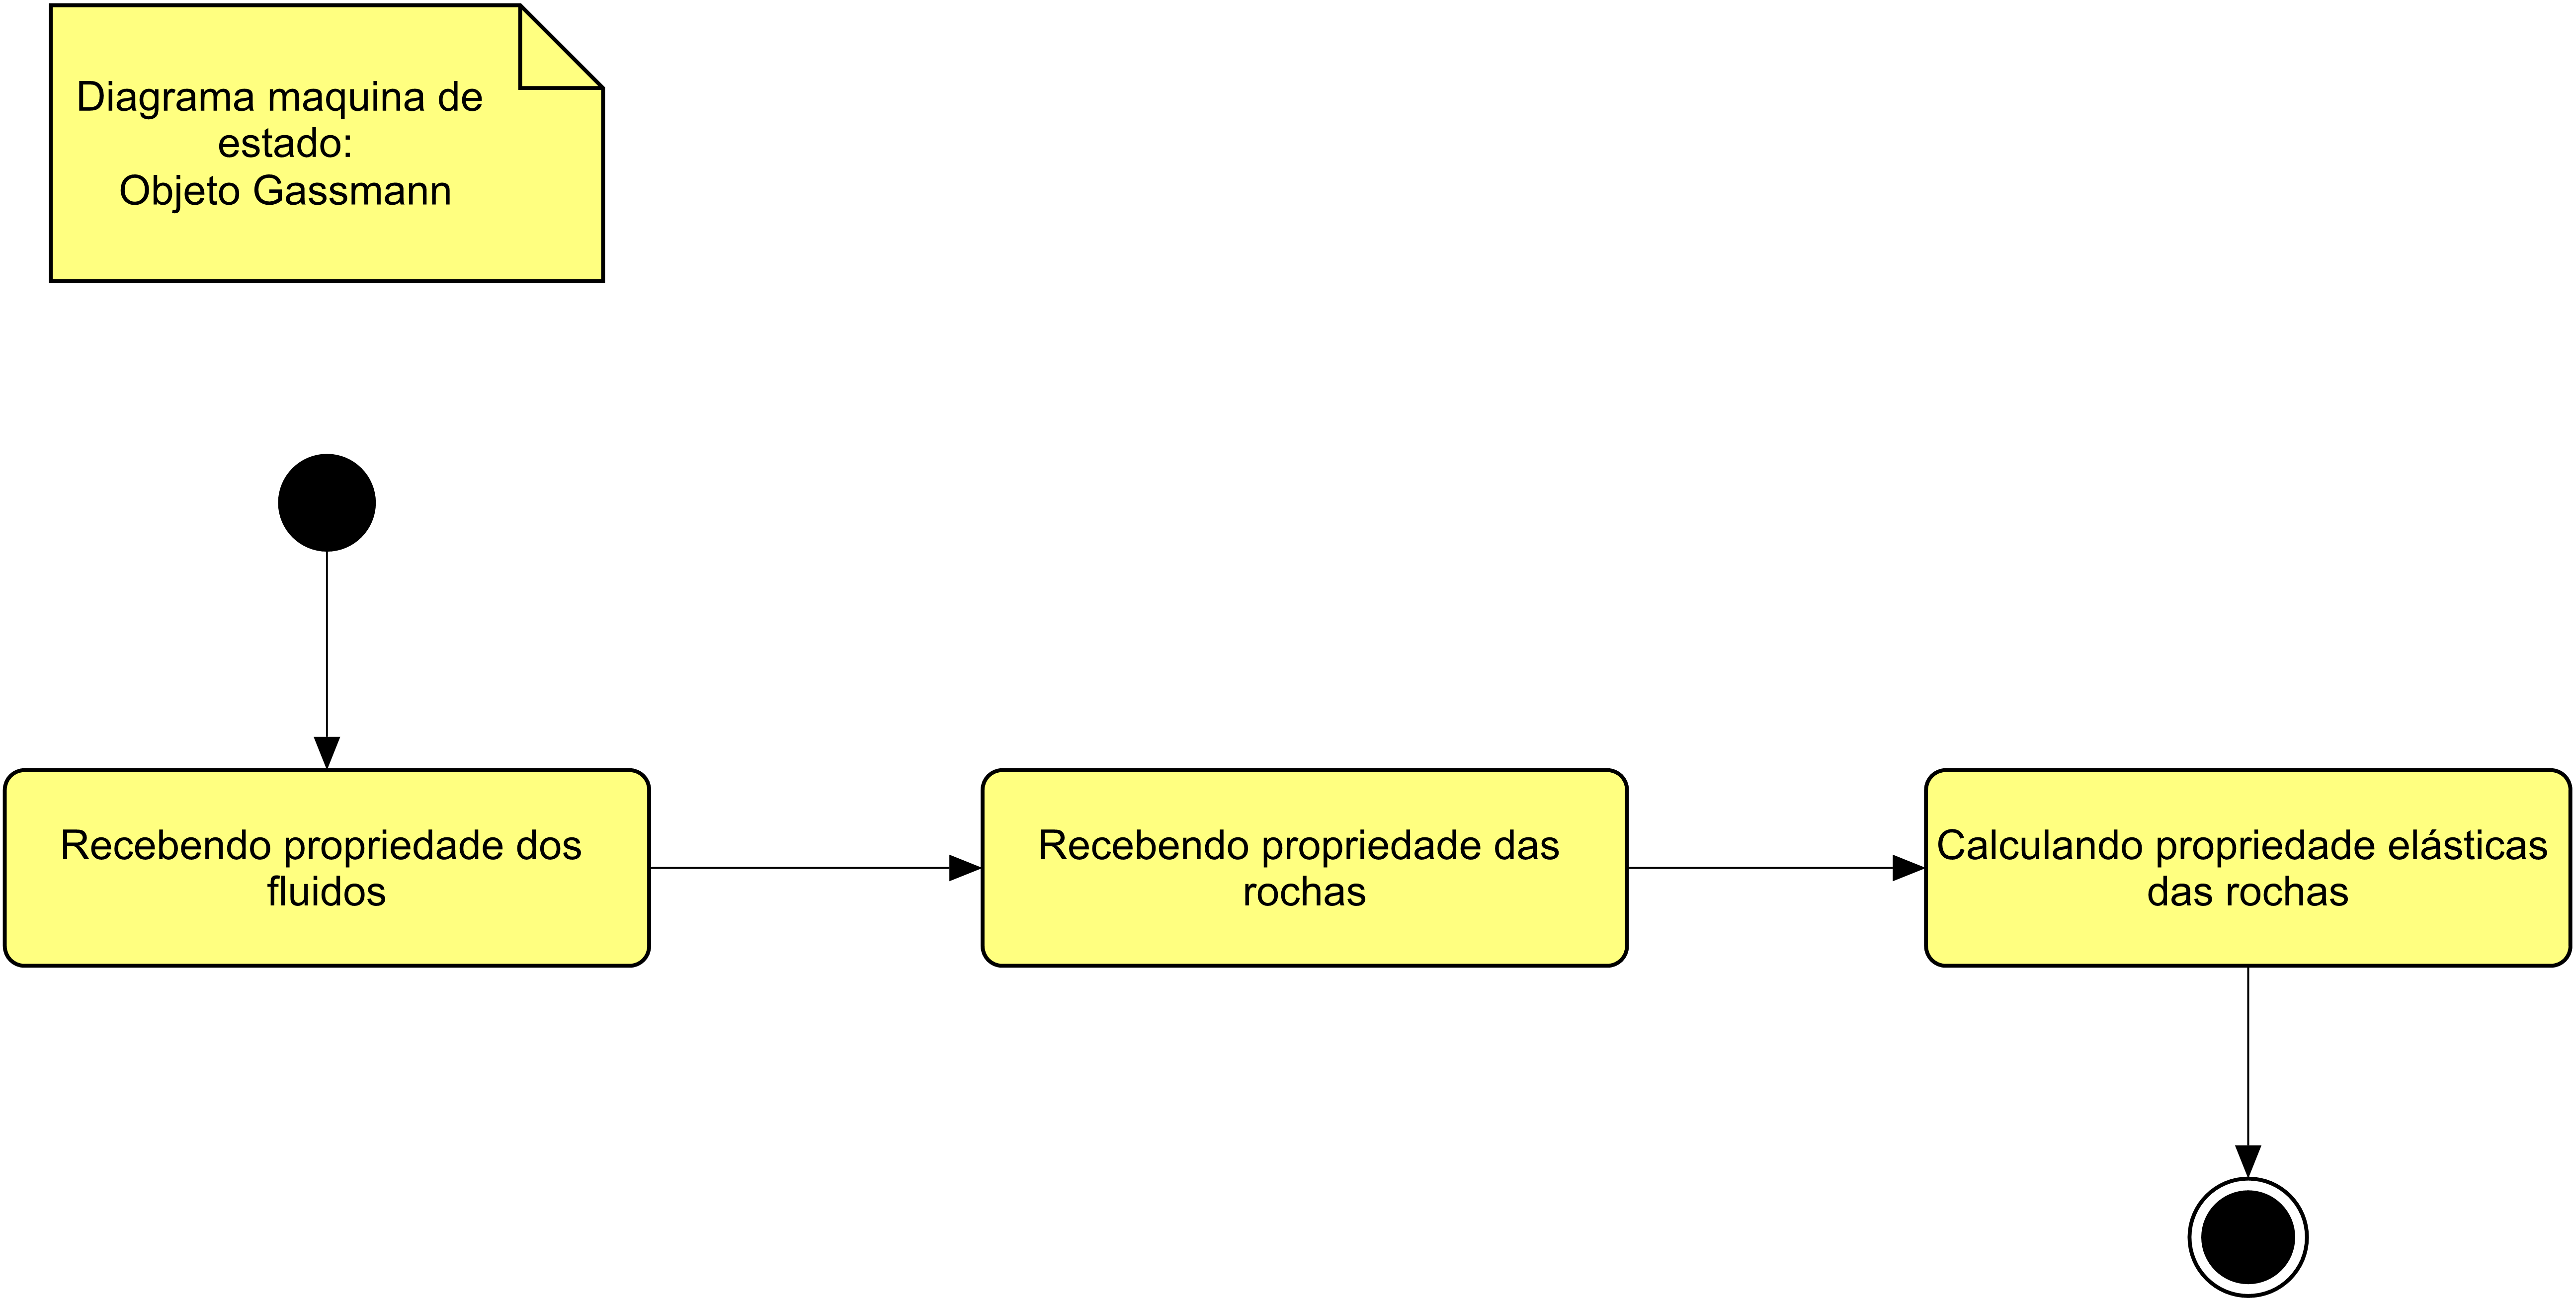 Diagrama maquina de
estado:
Objeto Gassmann
Recebendo propriedade dos
fluidos
Recebendo propriedade das
rochas
Calculando propriedade elásticas
das rochas